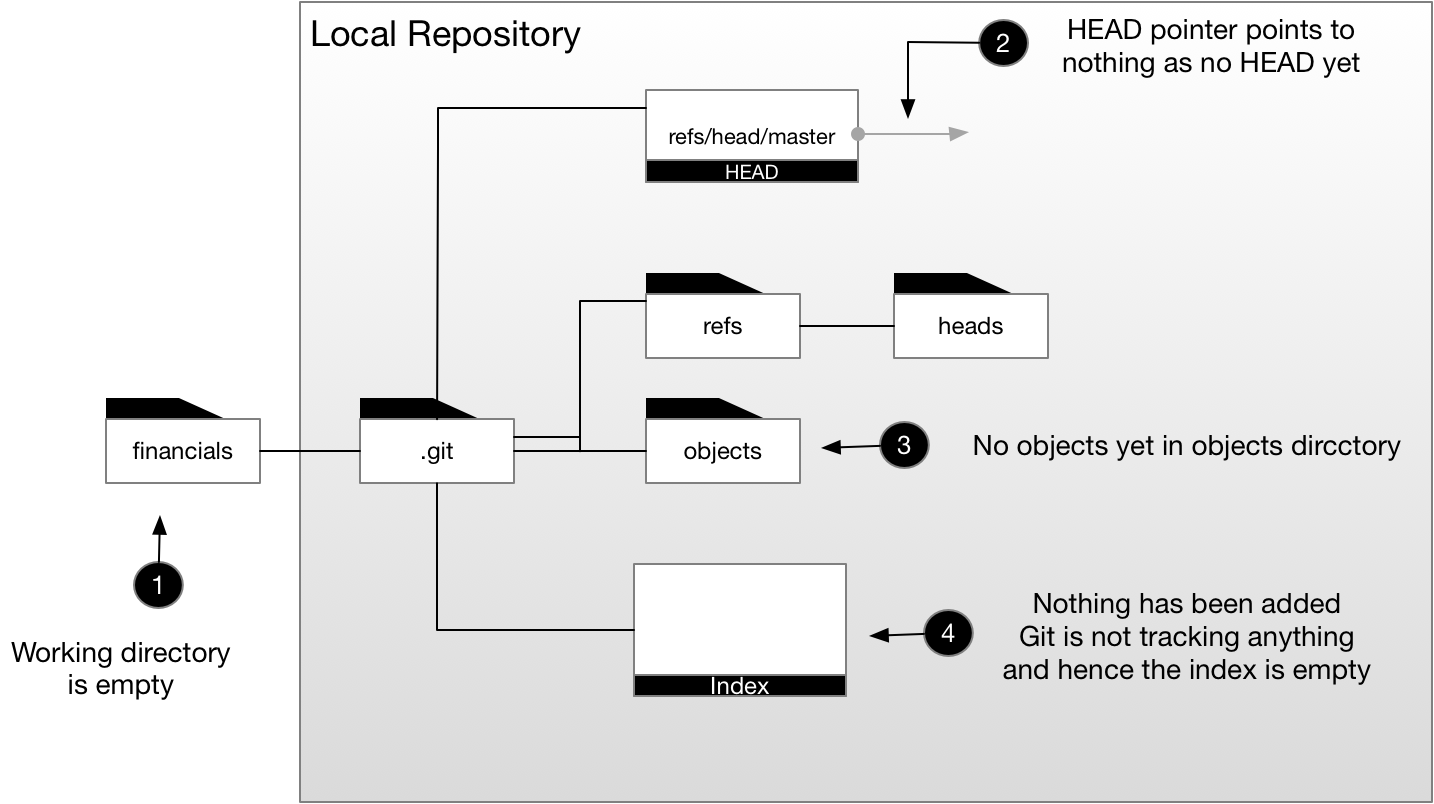 Local Repository
2
HEAD pointer points to
nothing as no HEAD yet
refs/head/master
HEAD
refs
heads
financials
.git
objects
3
No objects yet in objects dircctory
1
Working directory
is empty
4
Nothing has been added
Git is not tracking anything
and hence the index is empty
Index